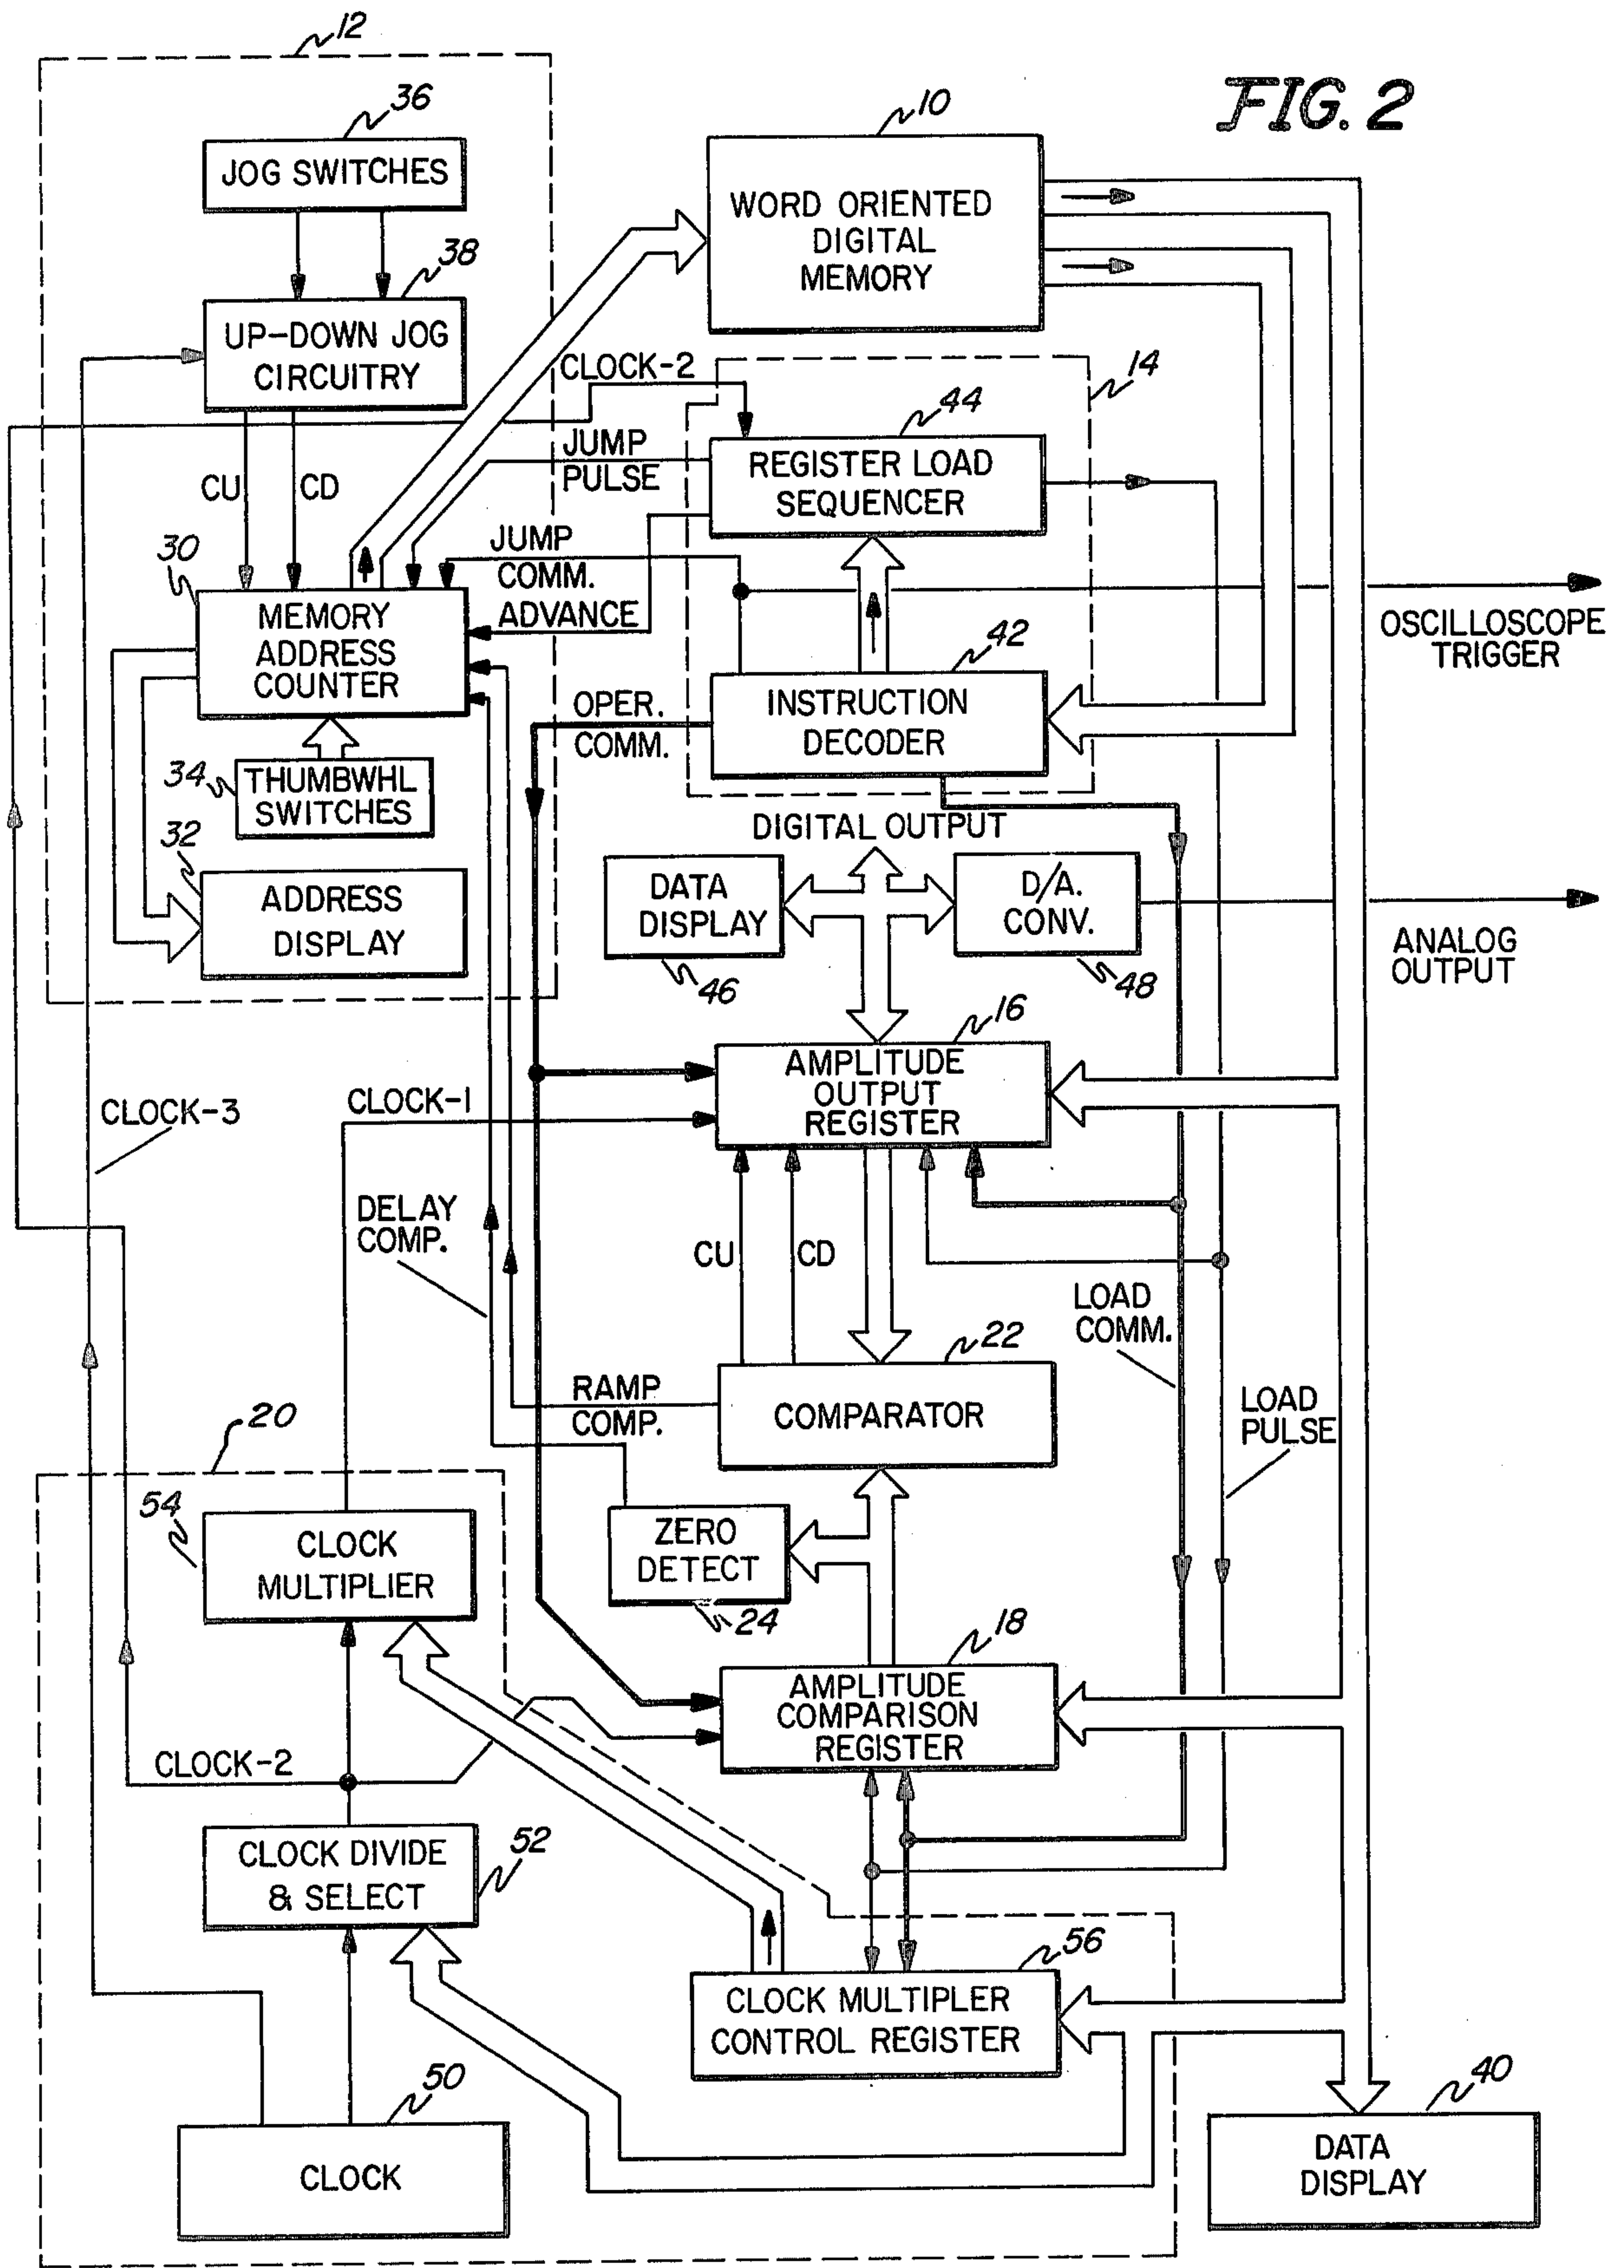 FIG. 2
12
36
JOG SWITCHES
38
UP-DOWN JOG
CIRCUITRY
CU
CD
10
WORD ORIENTED
DIGITAL
MEMORY
CLOCK-2
14
44
JUMP
PULSE
REGISTER LOAD
SEQUENCER
30
JUMP
COMM.
ADVANCE
MEMORY
ADDRESS
COUNTER
OSCILLOSCOPE
TRIGGER
42
OPER.
COMM.
INSTRUCTION
DECODER
34
THUMBWHL
SWITCHES
32
ADDRESS
DISPLAY
DIGITAL OUTPUT
DATA
DISPLAY
46
D/A.
CONV.
48
ANALOG
OUTPUT
16
AMPLITUDE
OUTPUT
REGISTER
CLOCK-3
CLOCK-1
DELAY
COMP.
CU
CD
LOAD
COMM.
22
COMPARATOR
RAMP
COMP.
LOAD
PULSE
20
54
CLOCK
MULTIPLIER
ZERO
DETECT
24
18
AMPLITUDE
COMPARISON
REGISTER
CLOCK-2
CLOCK DIVIDE
& SELECT
52
56
CLOCK MULTIPLER
CONTROL REGISTER
50
CLOCK
40
DATA
DISPLAY